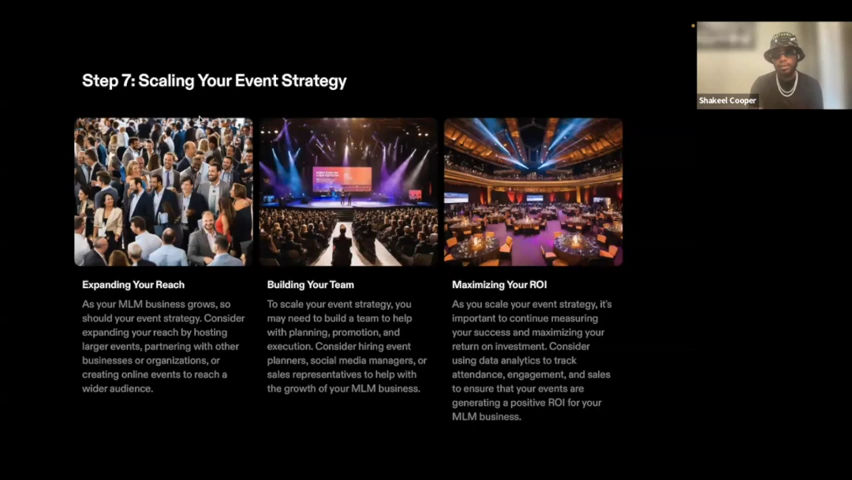 Step 7: Scaling Your Event Strategy
Shakeel Cooper
Expanding Your Reach
As your MLM business grows, so
should your event strategy. Consider
expanding your reach by hosting
larger events, partnering with other
businesses or organizations, or
creating online events to reach a
wider audience.
Building Your Team
To scale your event strategy, you
may need to build a team to help
with planning, promotion, and
execution. Consider hiring event
planners, social media managers, or
sales representatives to help with
the growth of your MLM business.
Maximizing Your ROI
As you scale your event strategy, it's
important to continue measuring
your success and maximizing your
return on investment. Consider
using data analytics to track
attendance, engagement, and sales
to ensure that your events are
generating a positive ROI for your
MLM business.